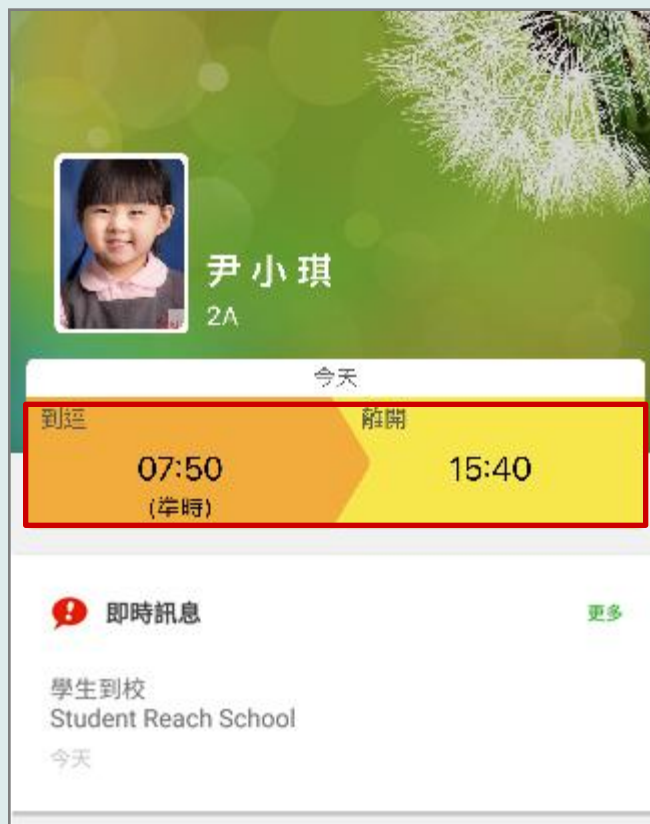 尹小琪
2A
今天
到達
離開
07:50
15:40
(準時)
即時訊息
更多
學生到校
Student Reach School
今天